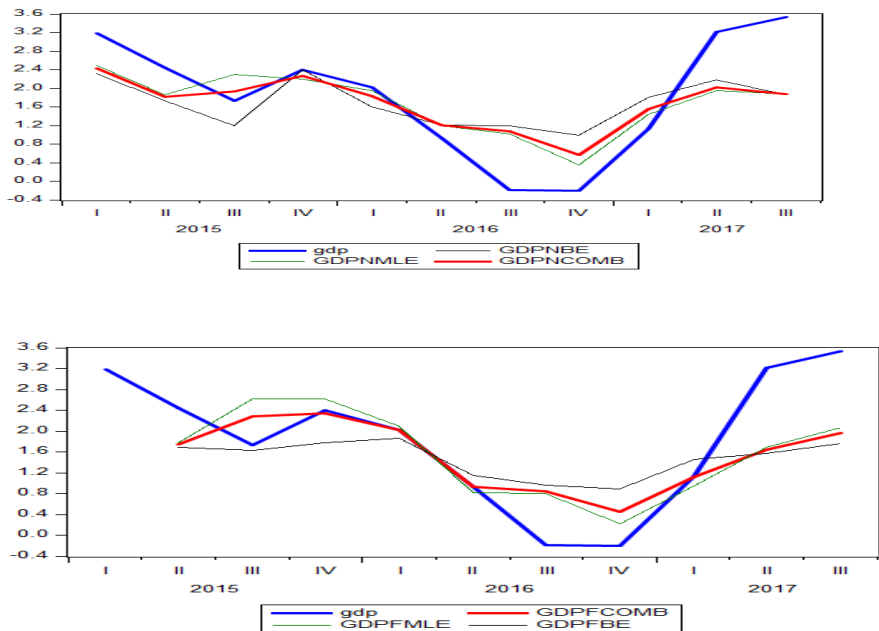 3.6
3.2
2.8
2.4
2.0
1.6
1.2
0.8
0.4
0.0
-0.4
I II III IV I II III IV I II III
2015 2016 2017
gdp GDPNBE
GDPNMLE GDPNCOMB
3.6
3.2
2.8
2.4
2.0
1.6
1.2
0.8
0.4
0.0
-0.4
I II III IV I II III IV I II III
2015 2016 2017
gdp GDPFCOMB
GDPFMLE GDPFBE